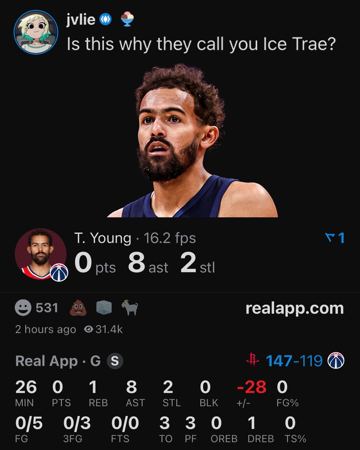 jvlie
Is this why they call you Ice Trae?
T. Young · 16.2 fps
1
0 pts 8 ast 2 stl
531
realapp.com
2 hours ago 31.4k
Real App · G S
147-119
26 0 1 8 2 0 -28 0
MIN PTS REB AST STL BLK +/- FG%
0/5 0/3 0/0 3 3 0 1 0
FG 3FG FTS TO PF OREB DREB TS%